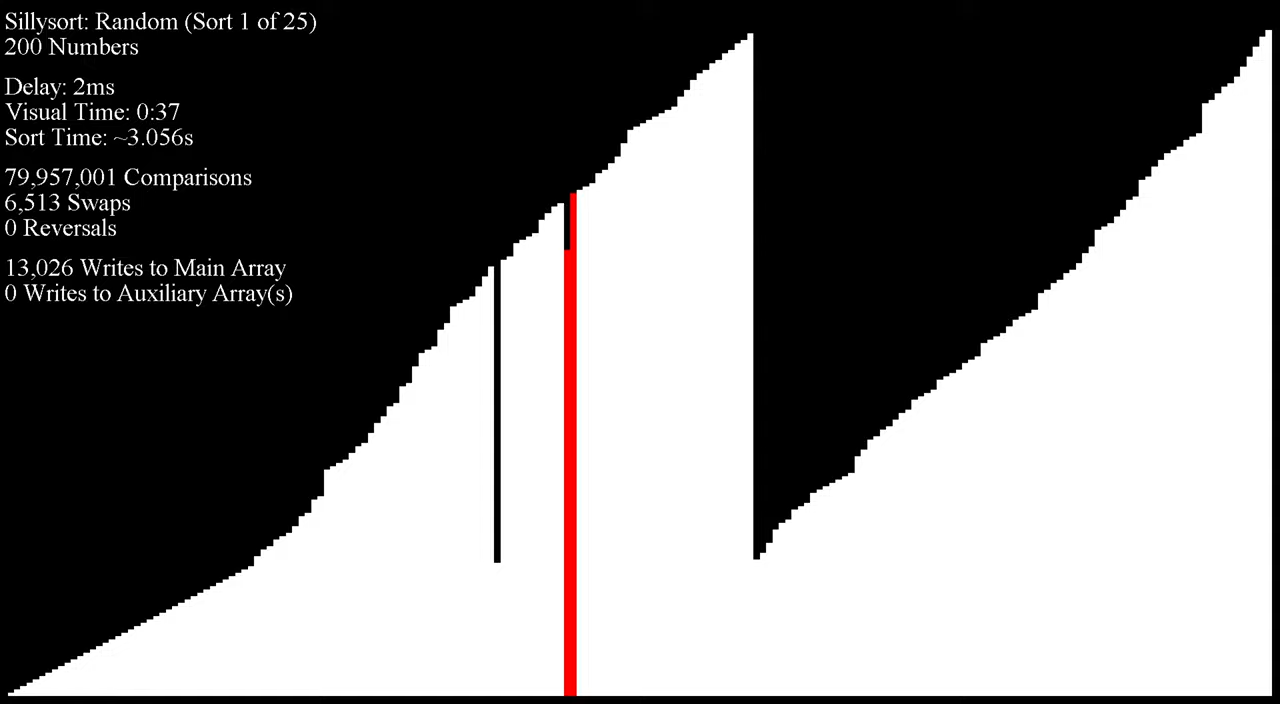 Sillysort: Random (Sort 1 of 25)
200 Numbers
Delay: 2ms
Visual Time: 0:37
Sort Time: ~3.056s
79,957,001 Comparisons
6,513 Swaps
0 Reversals
13,026 Writes to Main Array
0 Writes to Auxiliary Array(s)